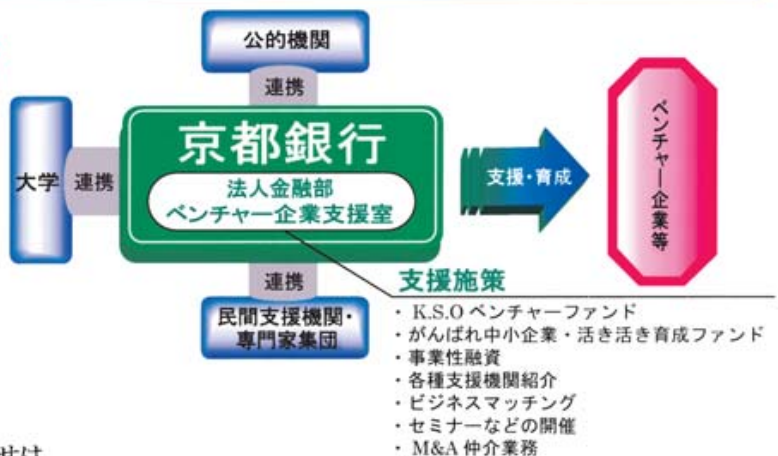 公的機関
連携
大学
連携
京都銀行
法人金融部
ベンチャー企業支援室
支援・育成
ベンチャー企業等
連携
民間支援機関・
専門家集団
支援施策
・ K.S.O ベンチャーファンド
・ がんばれ中小企業・活き活き育成ファンド
・ 事業性融資
・ 各種支援機関紹介
・ ビジネスマッチング
・ セミナーなどの開催
・ M&A 仲介業務